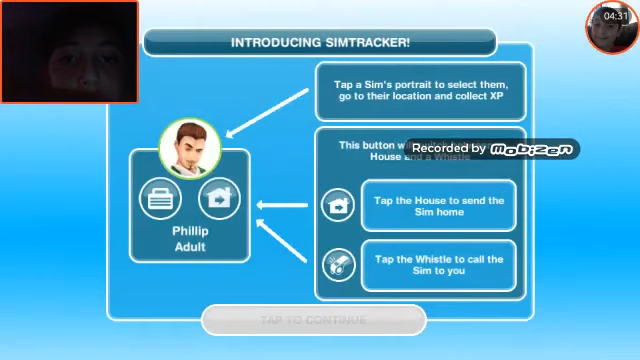 04:31
INTRODUCING SIMTRACKER!
Tap a Sim's portrait to select them,
go to their location and collect XP
This button
Recorded by mobizen
House and a Whistle
Phillip
Adult
Tap the House to send the
Sim home
Tap the Whistle to call the
Sim to you
TAP TO CONTINUE